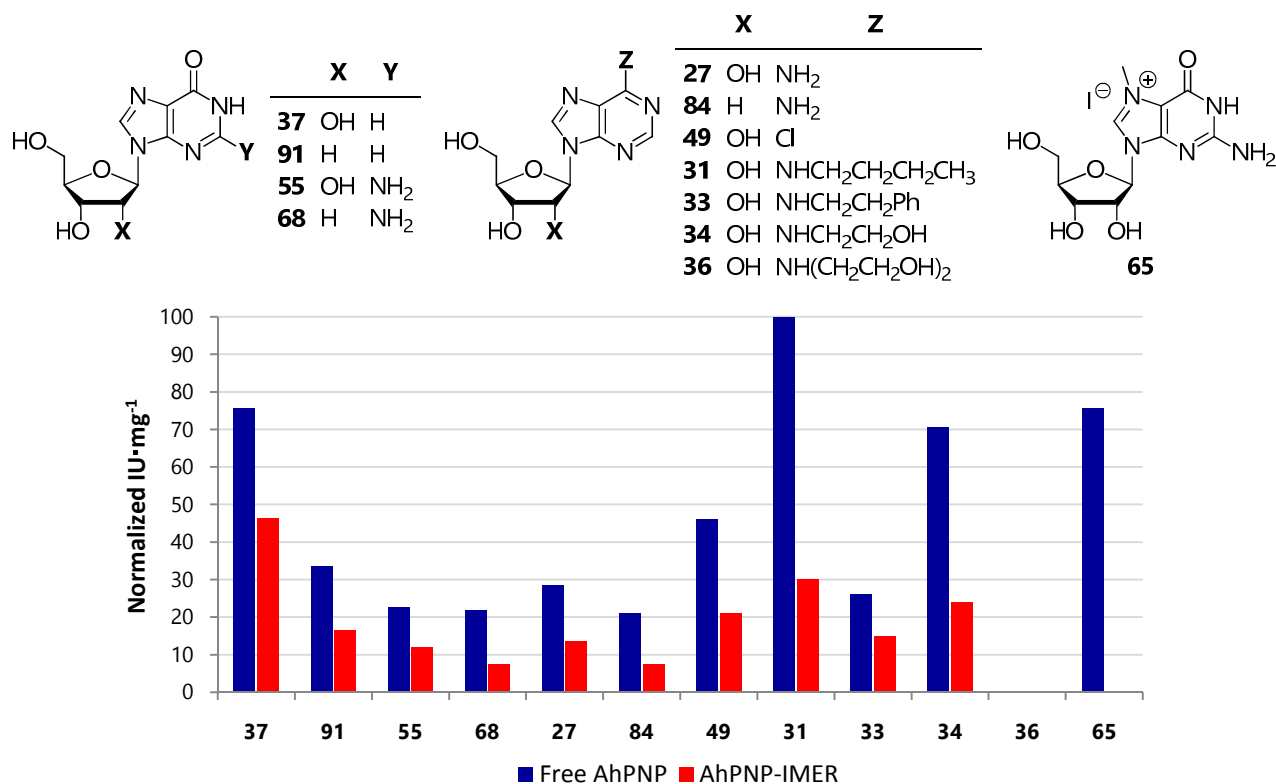 X Y
37 OH H
91 H H
55 OH NH₂
68 H NH₂
O
N
NH
N
N
Y
HO
O
HO
X
X Z
27 OH NH₂
84 H NH₂
49 OH Cl
31 OH NHCH₂CH₂CH₂CH₃
33 OH NHCH₂CH₂Ph
34 OH NHCH₂CH₂OH
36 OH NH(CH₂CH₂OH)₂
Z
N
N
N
N
HO
O
HO
X
I⊖
N⊕
O
NH
N
N
NH₂
HO
O
HO OH
65
Normalized IU·mg⁻¹
100
90
80
70
60
50
40
30
20
10
0
37 91 55 68 27 84 49 31 33 34 36 65
Free AhPNP AhPNP-IMER